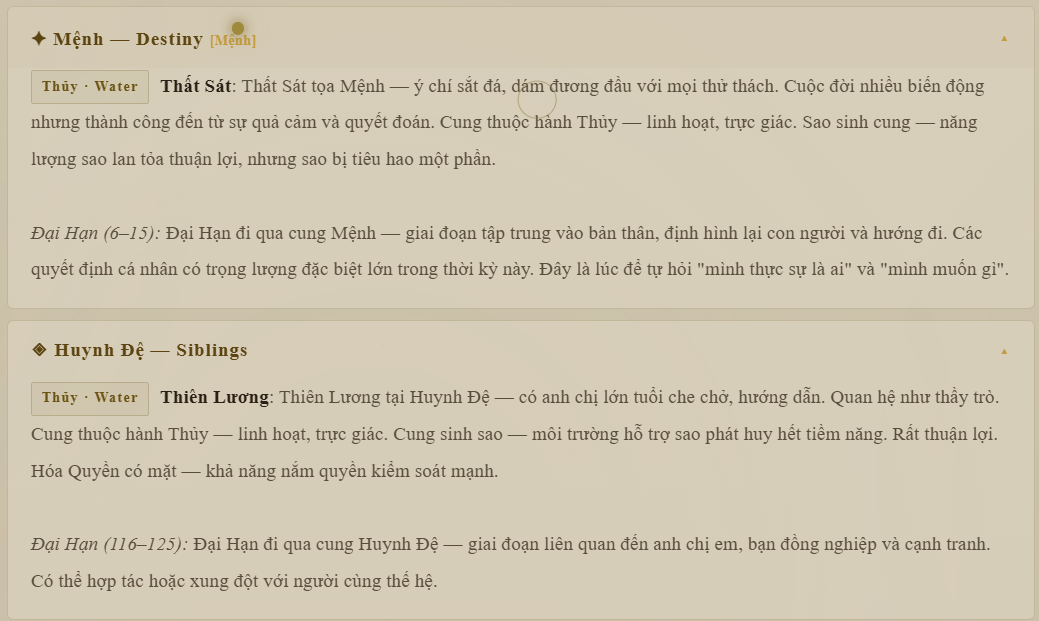 ✦ Mệnh — Destiny [Mệnh]
Thủy · Water Thất Sát: Thất Sát tọa Mệnh — ý chí sắt đá, dám đương đầu với mọi thử thách. Cuộc đời nhiều biến động
nhưng thành công đến từ sự quả cảm và quyết đoán. Cung thuộc hành Thủy — linh hoạt, trực giác. Sao sinh cung — năng
lượng sao lan tỏa thuận lợi, nhưng sao bị tiêu hao một phần.
Đại Hạn (6–15): Đại Hạn đi qua cung Mệnh — giai đoạn tập trung vào bản thân, định hình lại con người và hướng đi. Các
quyết định cá nhân có trọng lượng đặc biệt lớn trong thời kỳ này. Đây là lúc để tự hỏi "mình thực sự là ai" và "mình muốn gì".
◈ Huynh Đệ — Siblings
Thủy · Water Thiên Lương: Thiên Lương tại Huynh Đệ — có anh chị lớn tuổi che chở, hướng dẫn. Quan hệ như thầy trò.
Cung thuộc hành Thủy — linh hoạt, trực giác. Cung sinh sao — môi trường hỗ trợ sao phát huy hết tiềm năng. Rất thuận lợi.
Hóa Quyền có mặt — khả năng nắm quyền kiểm soát mạnh.
Đại Hạn (116–125): Đại Hạn đi qua cung Huynh Đệ — giai đoạn liên quan đến anh chị em, bạn đồng nghiệp và cạnh tranh.
Có thể hợp tác hoặc xung đột với người cùng thế hệ.